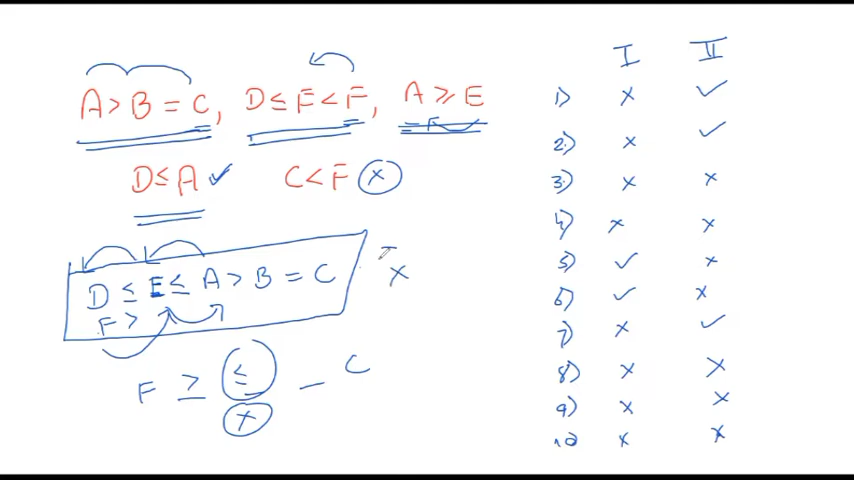 A > B = C, D ≤ E < F, A ≥ E
D ≤ A ✓ C < F ×
D ≤ E ≤ A > B = C
F >
×
F ≥ ≤ _ C
×
I II
1) × ✓
2) × ✓
3) × ×
4) × ×
5) ✓ ×
6) ✓ ×
7) × ✓
8) × ×
9) × ×
10 × ×